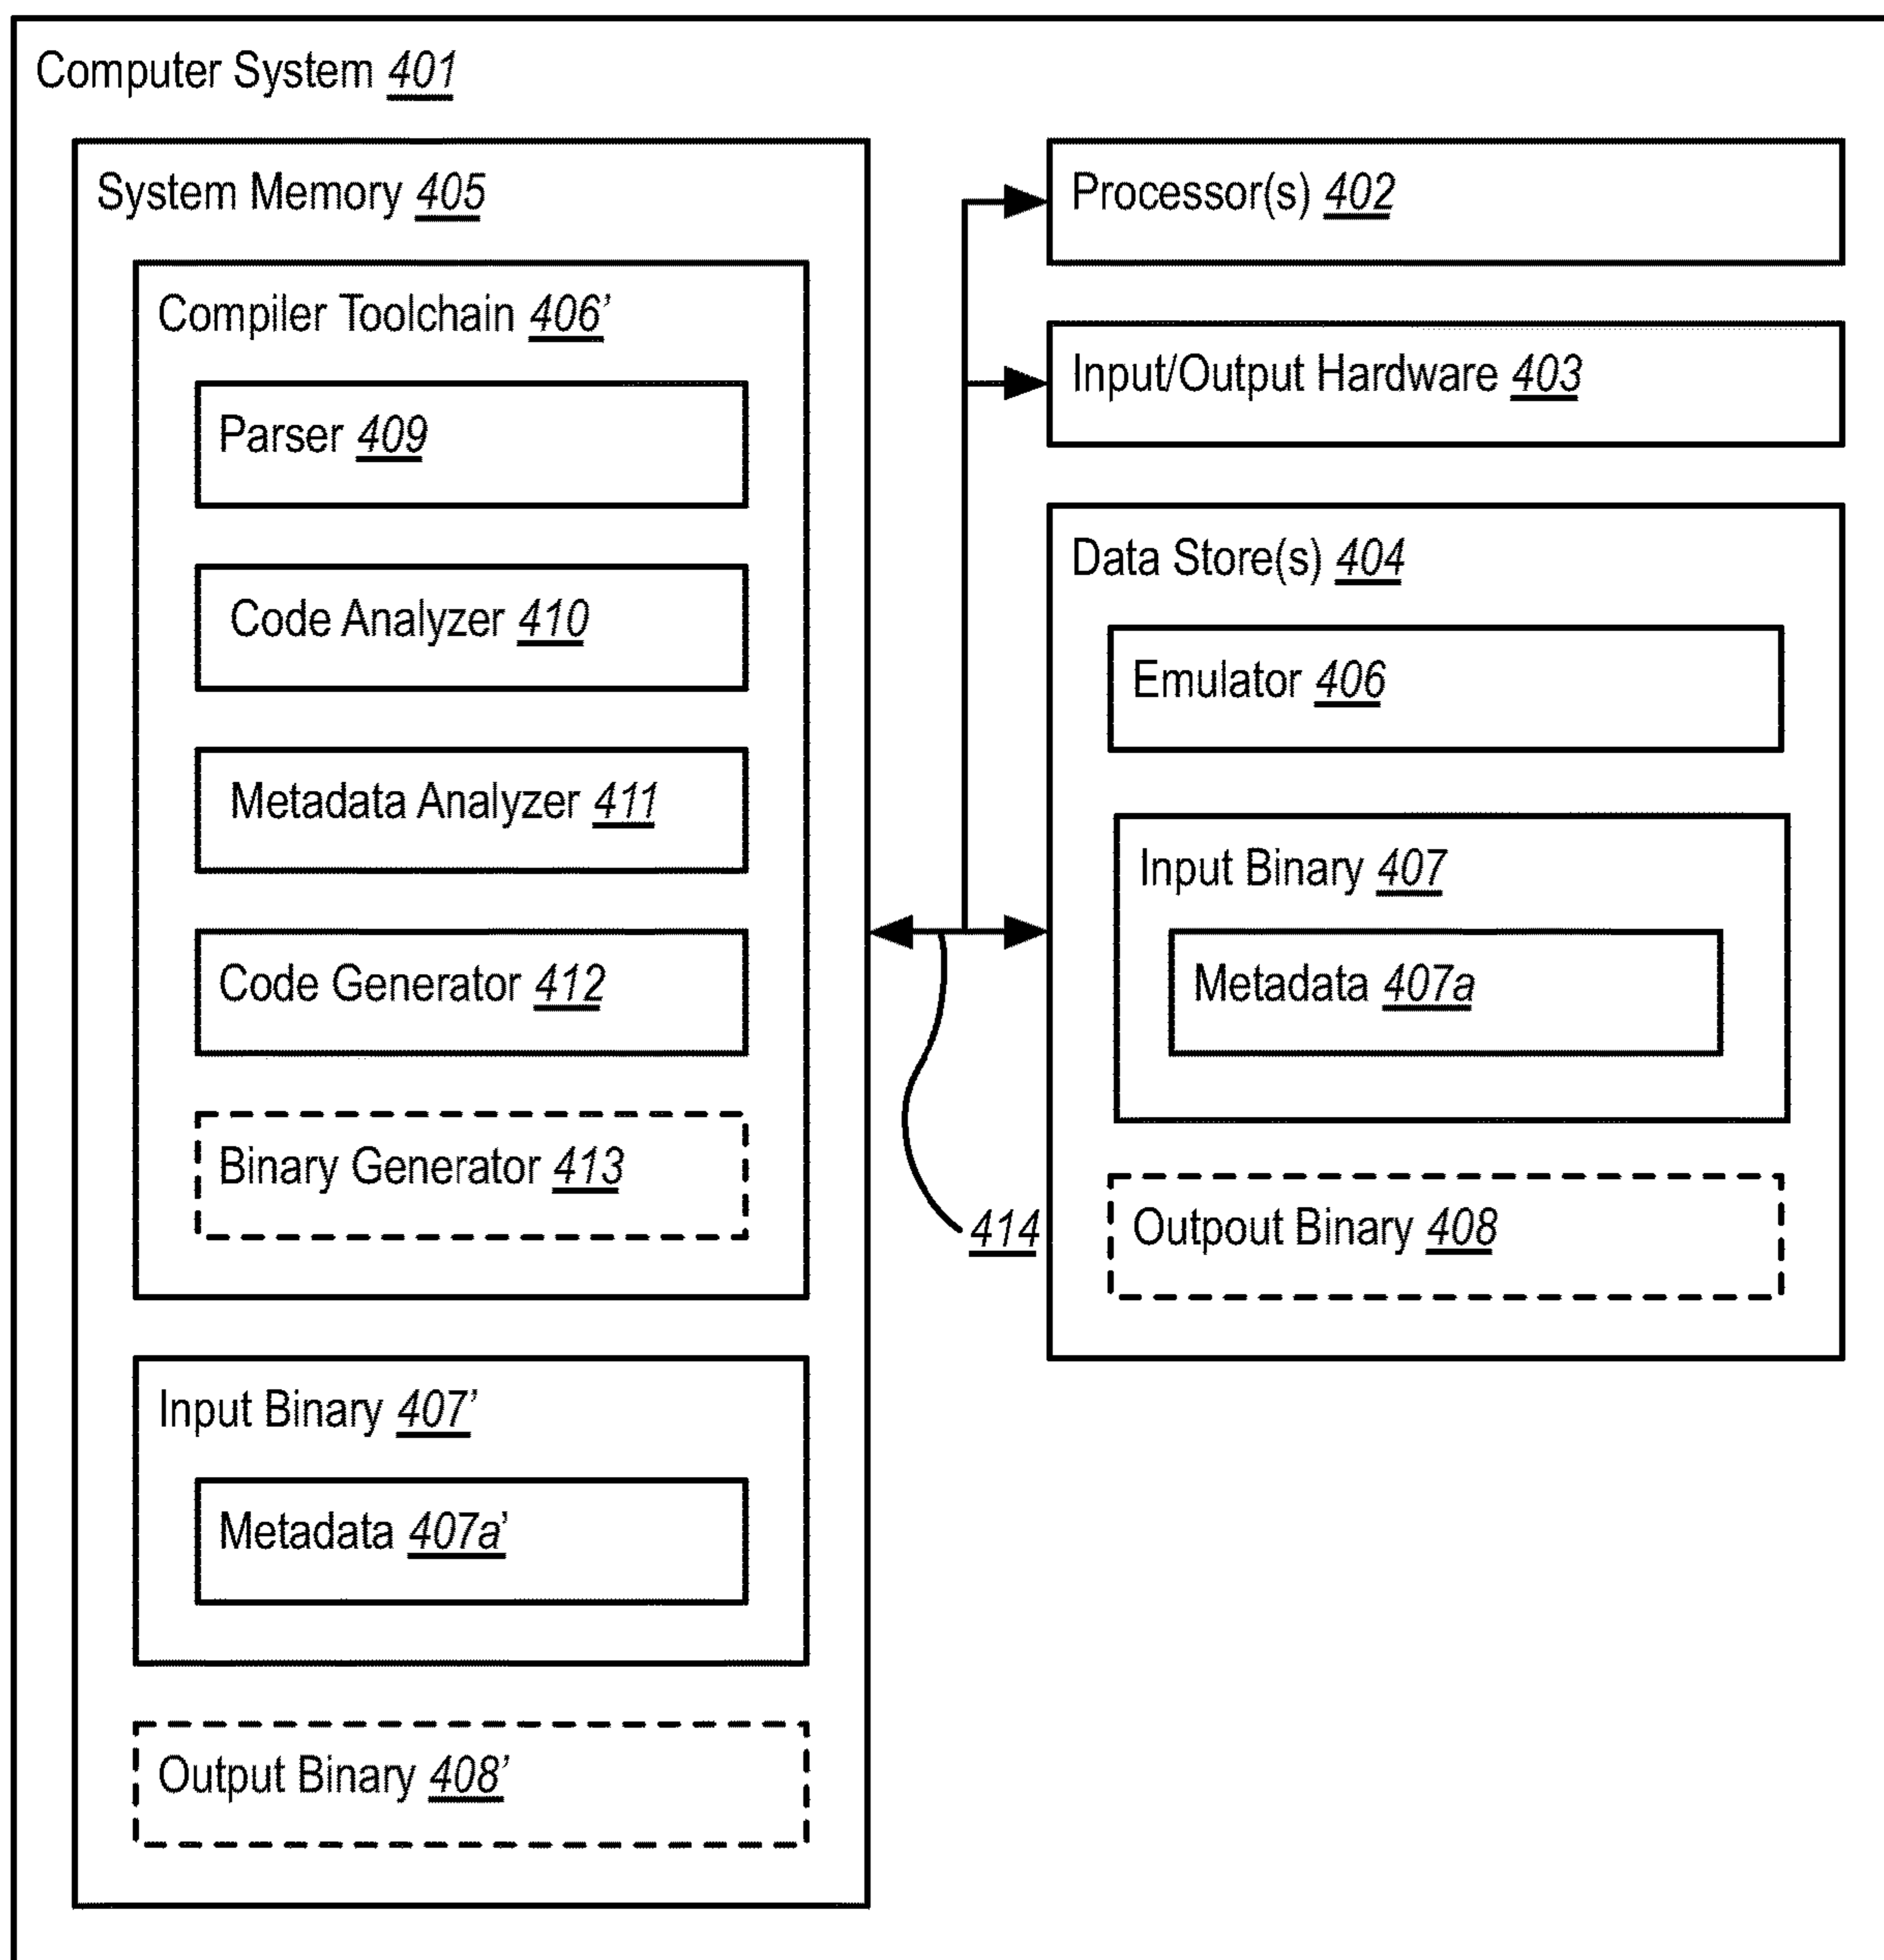 Computer System 401
System Memory 405
Compiler Toolchain 406’
Parser 409
Code Analyzer 410
Metadata Analyzer 411
Code Generator 412
Binary Generator 413
Input Binary 407’
Metadata 407a’
Output Binary 408’
414
Processor(s) 402
Input/Output Hardware 403
Data Store(s) 404
Emulator 406
Input Binary 407
Metadata 407a
Outpout Binary 408